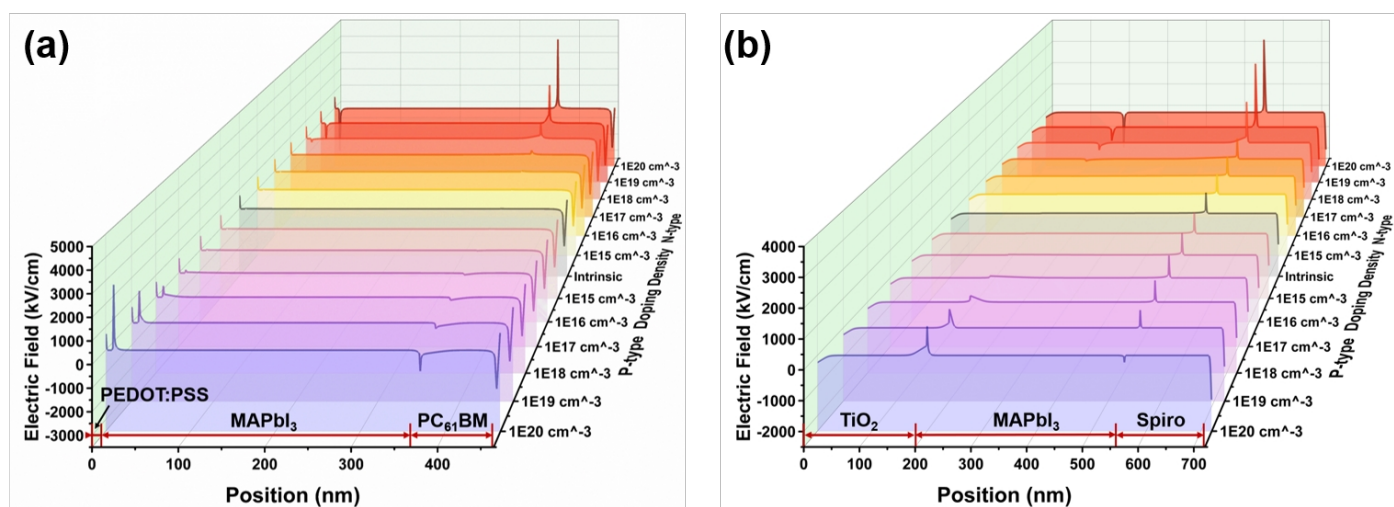 (a)
Electric Field (kV/cm)
5000
4000
3000
2000
1000
0
-1000
-2000
-3000
PEDOT:PSS
MAPbI3
PC61BM
0
100
200
300
400
Position (nm)
1E20 cm^-3
1E19 cm^-3
1E18 cm^-3
1E17 cm^-3
1E16 cm^-3
1E15 cm^-3
Intrinsic
1E15 cm^-3
1E16 cm^-3
1E17 cm^-3
1E18 cm^-3
1E19 cm^-3
1E20 cm^-3
P-type Doping Density N-type
(b)
Electric Field (kV/cm)
4000
3000
2000
1000
0
-1000
-2000
TiO2
MAPbI3
Spiro
0
100
200
300
400
500
600
700
Position (nm)
1E20 cm^-3
1E19 cm^-3
1E18 cm^-3
1E17 cm^-3
1E16 cm^-3
1E15 cm^-3
Intrinsic
1E15 cm^-3
1E16 cm^-3
1E17 cm^-3
1E18 cm^-3
1E19 cm^-3
1E20 cm^-3
P-type Doping Density N-type